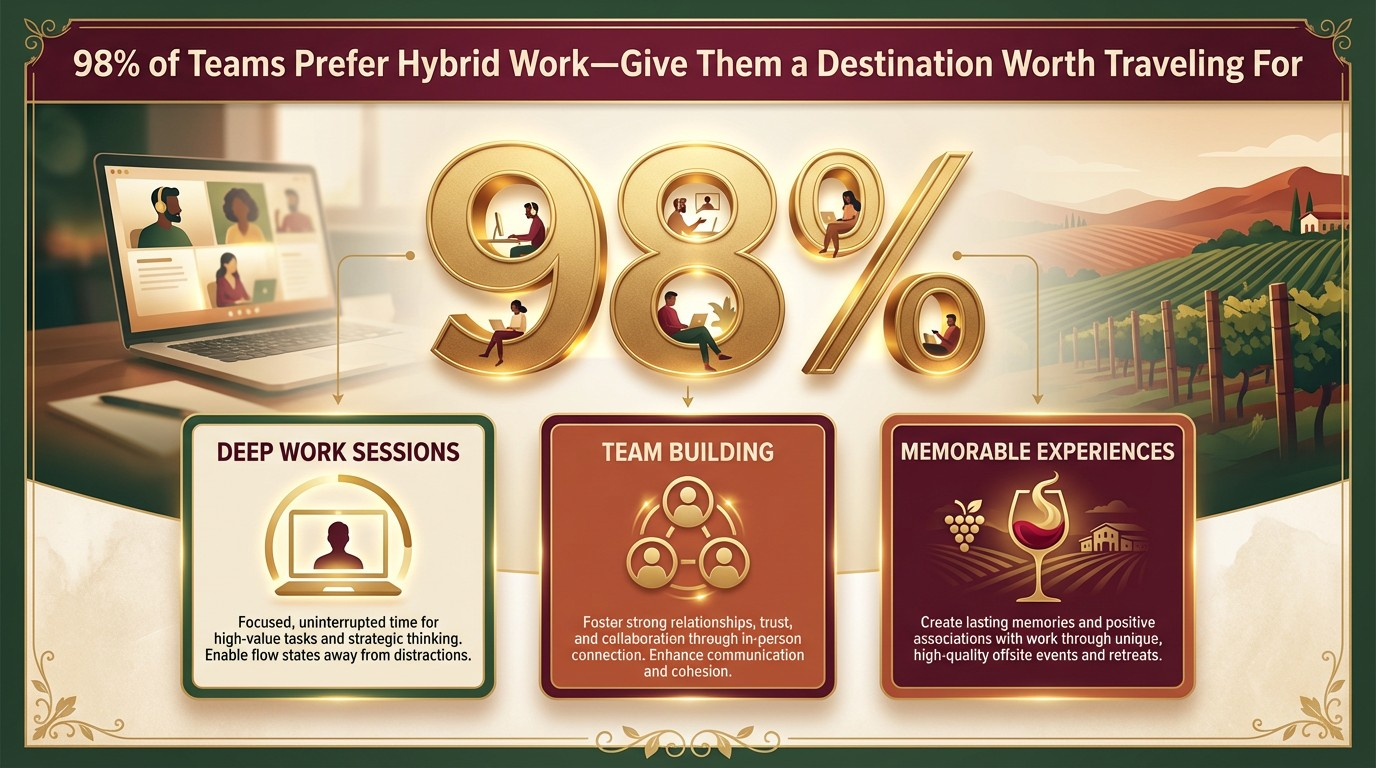 98% of Teams Prefer Hybrid Work—Give Them a Destination Worth Traveling For
98%
DEEP WORK SESSIONS
Focused, uninterrupted time for
high-value tasks and strategic thinking.
Enable flow states away from distractions.
TEAM BUILDING
Foster strong relationships, trust,
and collaboration through in-person
connection. Enhance communication
and cohesion.
MEMORABLE EXPERIENCES
Create lasting memories and positive
associations with work through unique,
high-quality offsite events and retreats.